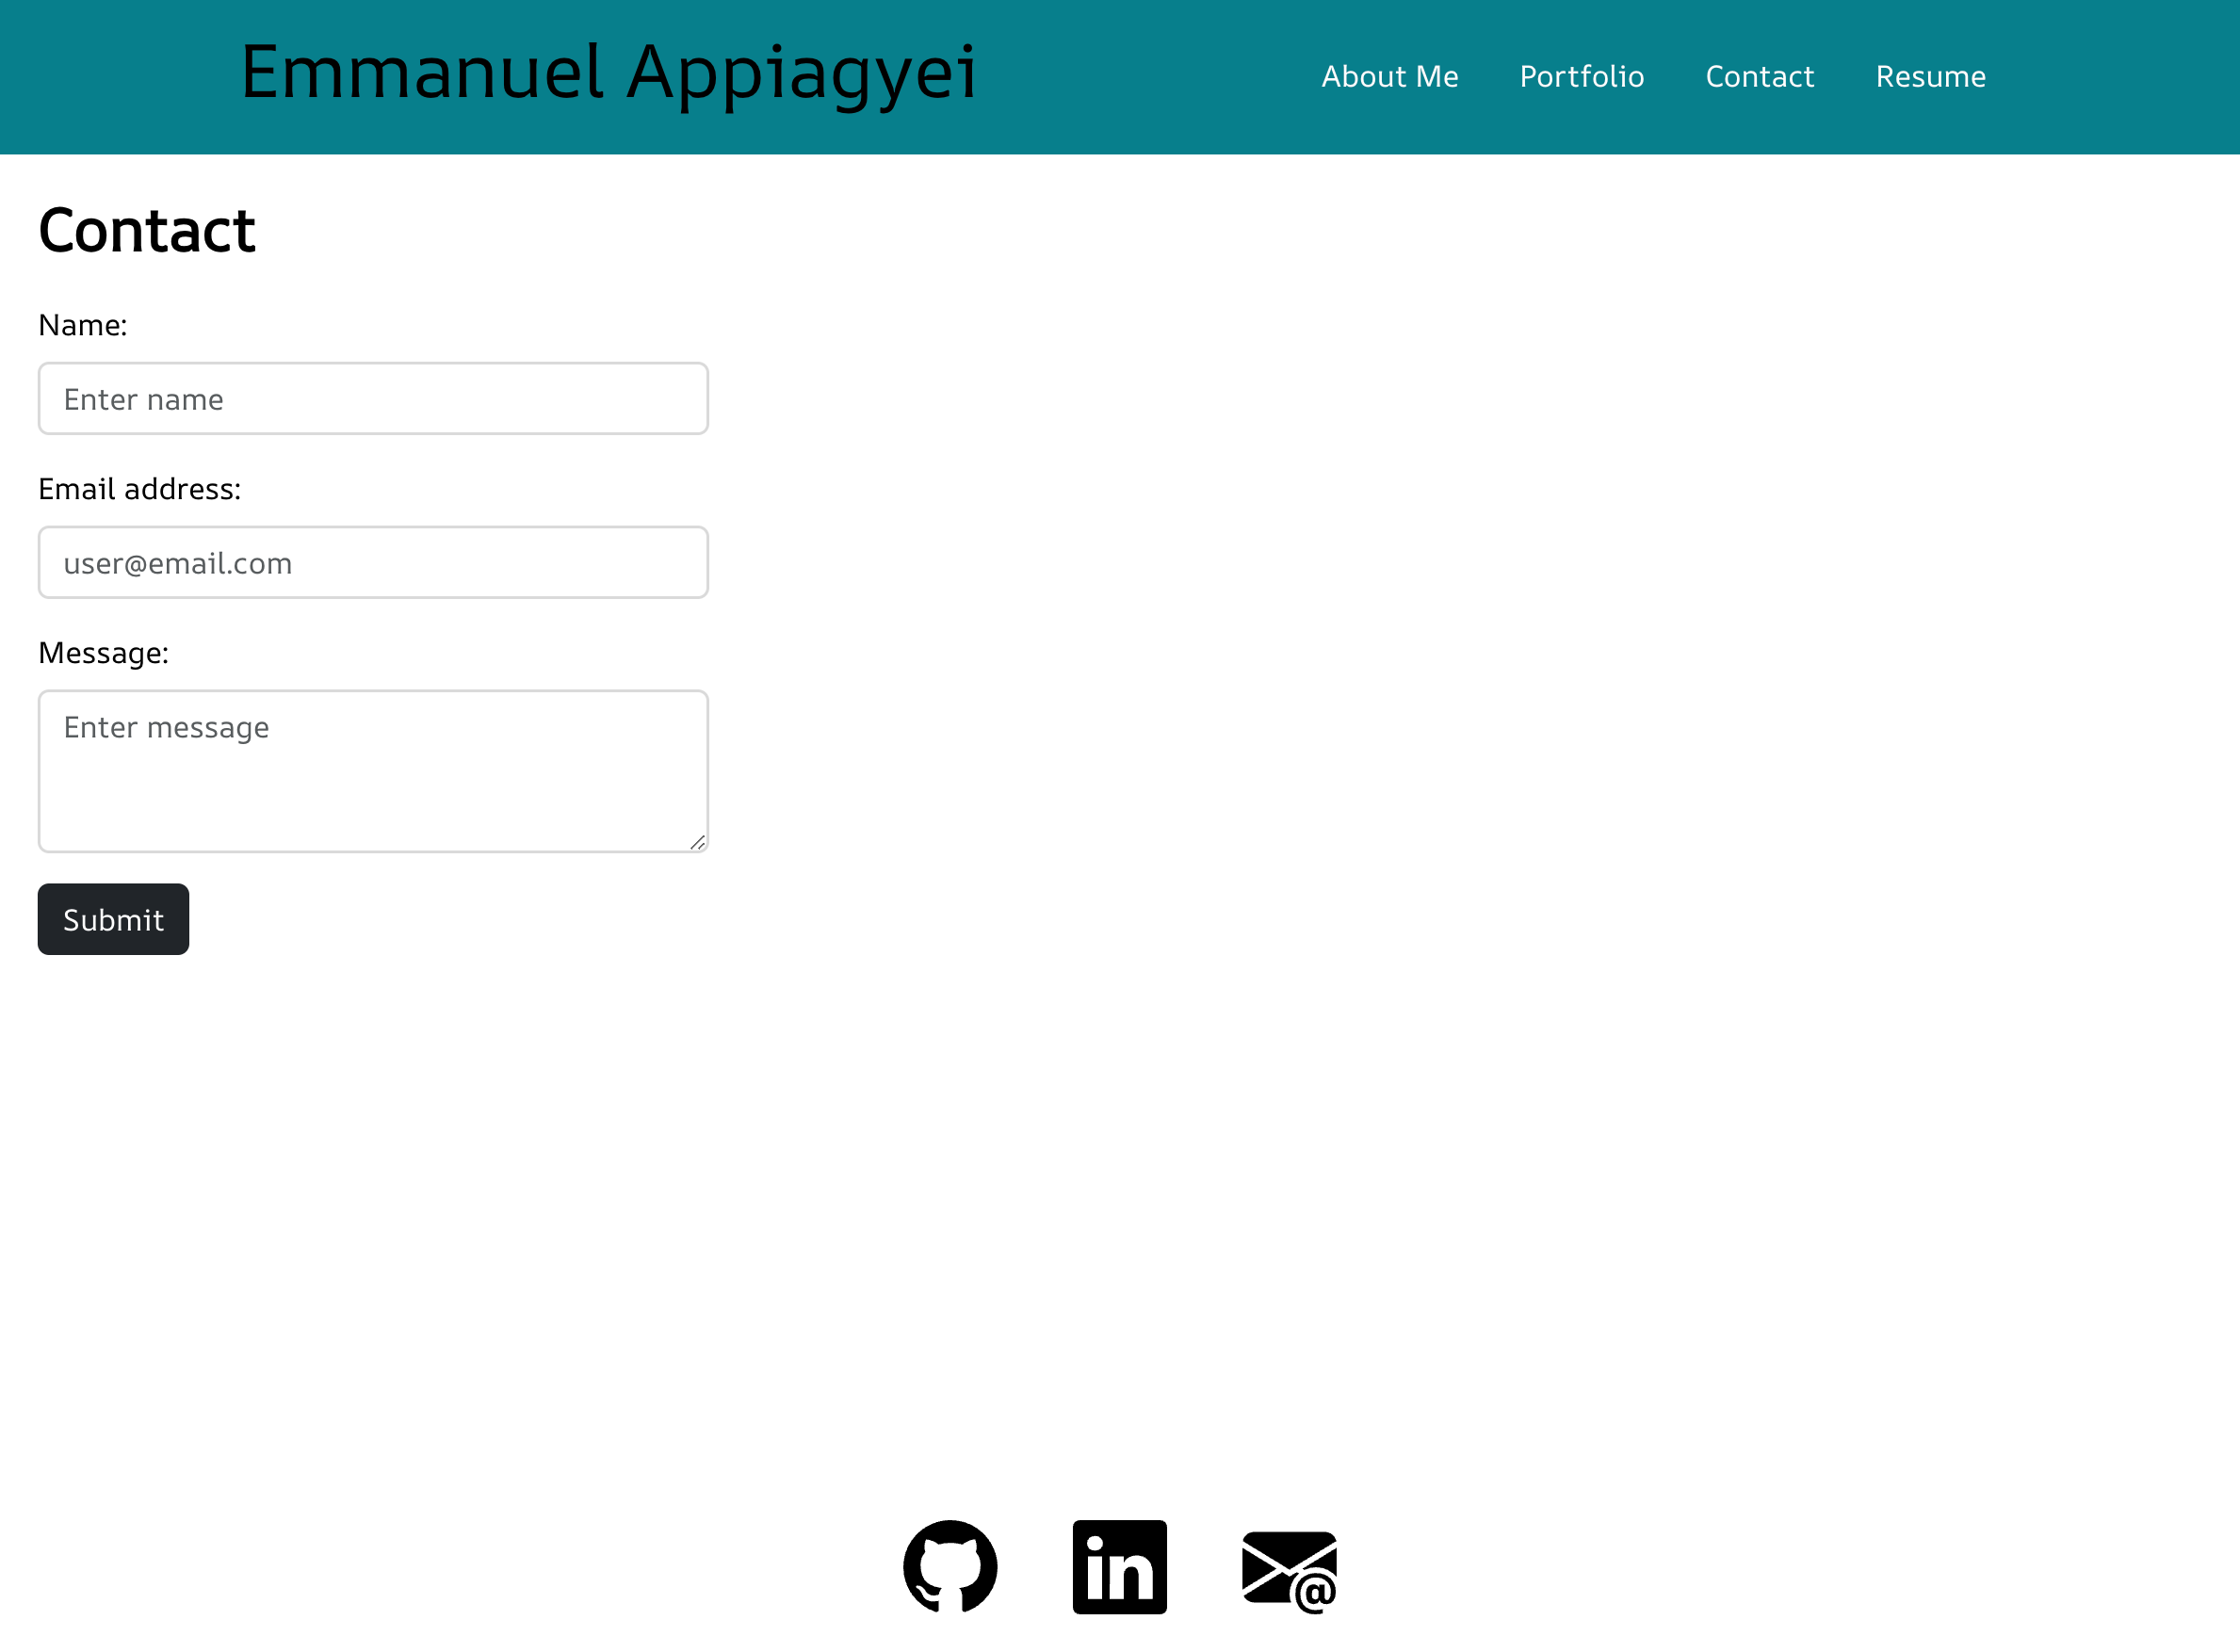 Emmanuel Appiagyei
About Me Portfolio Contact Resume
Contact
Name:
Enter name
Email address:
user@email.com
Message:
Enter message
Submit
in
@